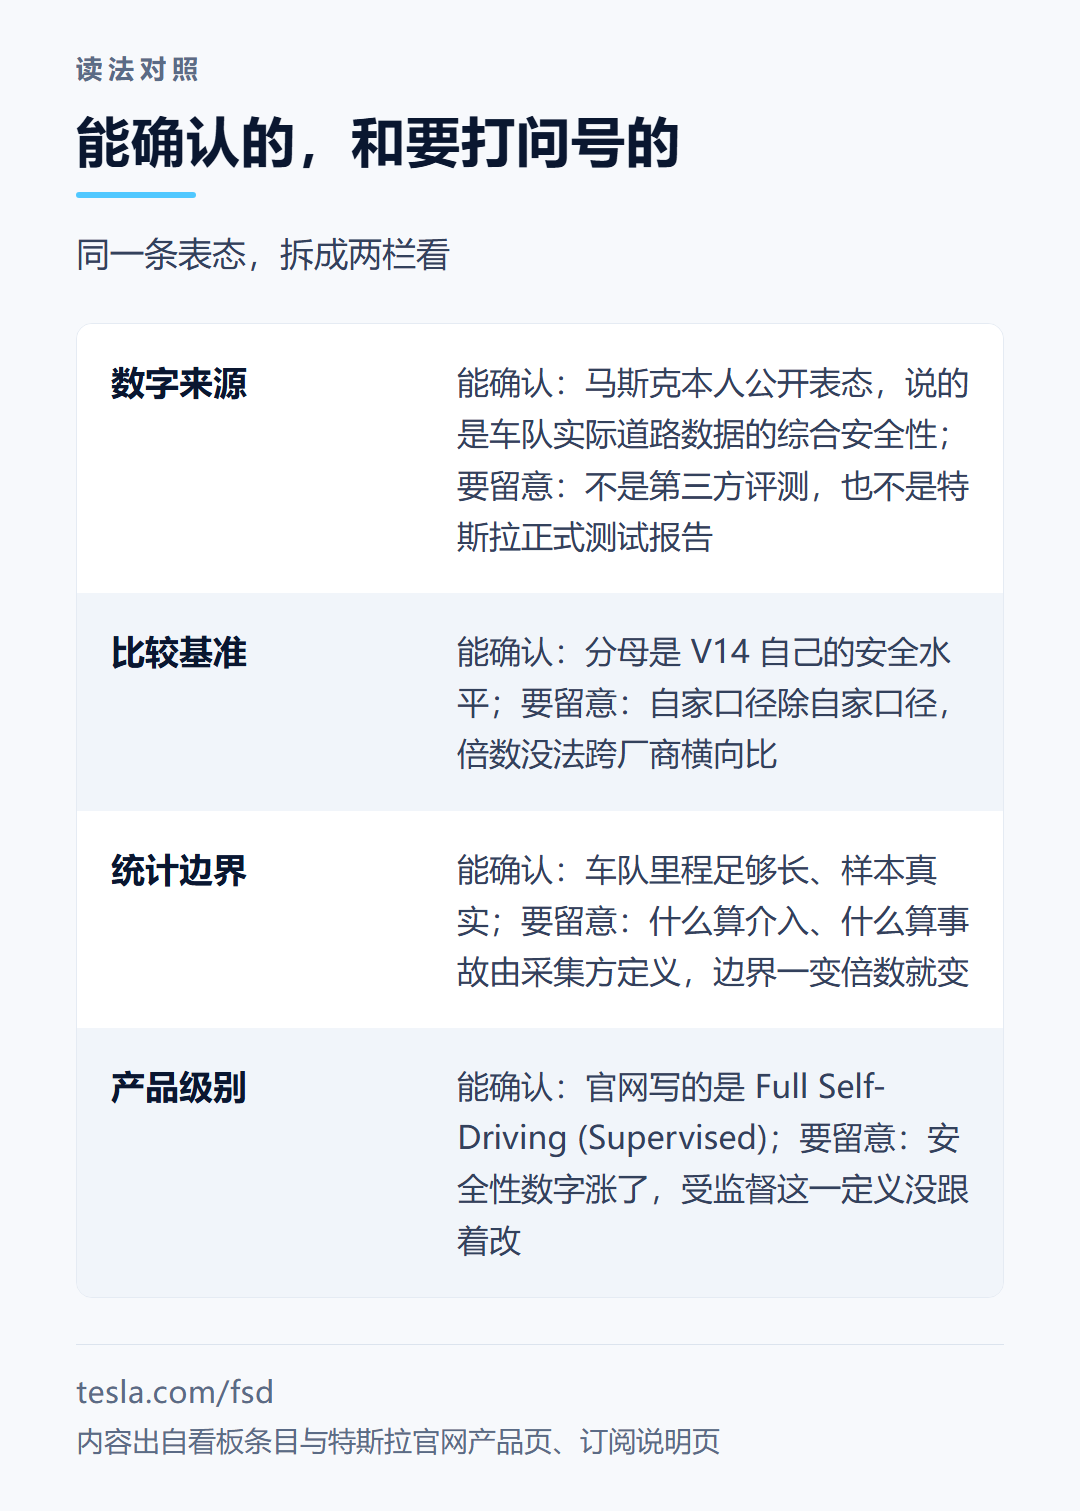 读法对照
能确认的，和要打问号的
同一条表态，拆成两栏看
数字来源
能确认：马斯克本人公开表态，说的
是车队实际道路数据的综合安全性；
要留意：不是第三方评测，也不是特
斯拉正式测试报告
比较基准
能确认：分母是 V14 自己的安全水
平；要留意：自家口径除自家口径，
倍数没法跨厂商横向比
统计边界
能确认：车队里程足够长、样本真
实；要留意：什么算介入、什么算事
故由采集方定义，边界一变倍数就变
产品级别
能确认：官网写的是 Full Self-
Driving (Supervised)；要留意：安
全性数字涨了，受监督这一定义没跟
着改
tesla.com/fsd
内容出自看板条目与特斯拉官网产品页、订阅说明页